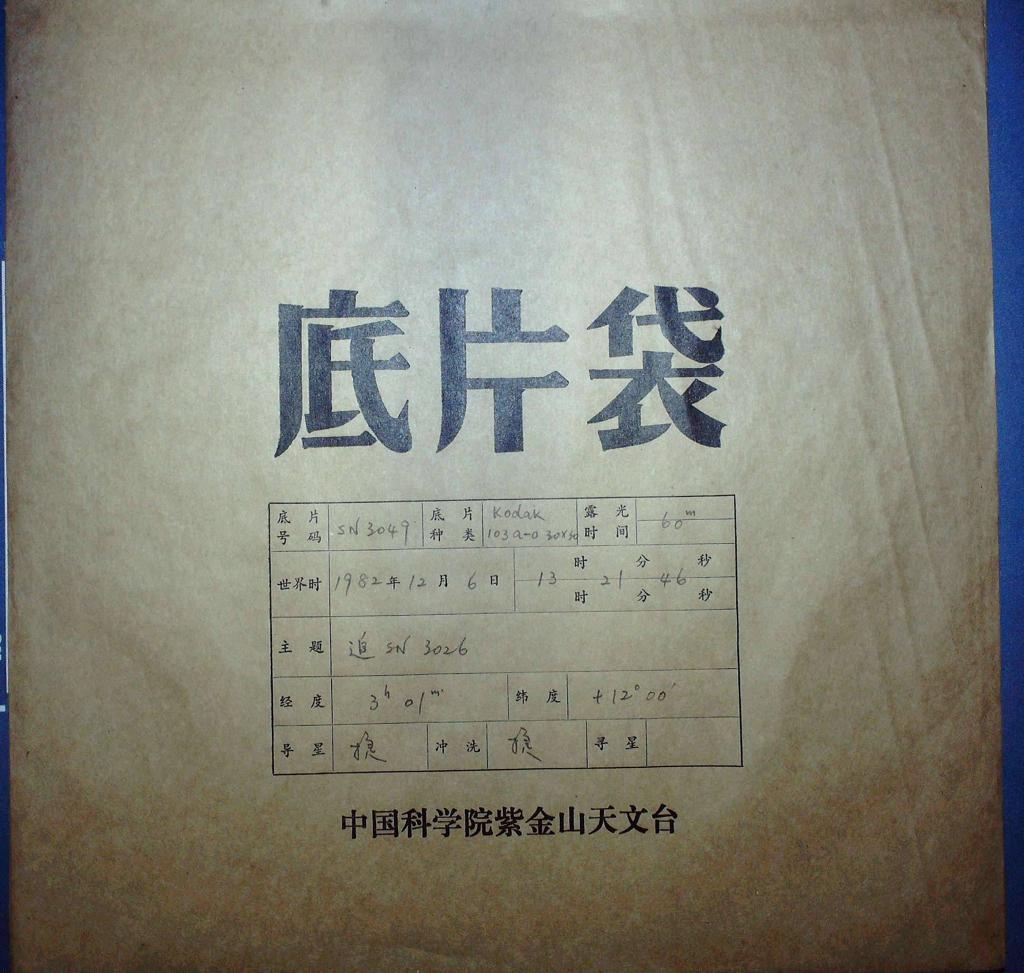 底片袋
底片号码 SN 3049 底片种类 Kodak 103a-0 30x30 露光时间 60m
世界时 1982年12月6日 13时21分46秒
时 分 秒
主题 追 SN 3026
经度 3h 01m 纬度 +12°00′
导星 冲洗 寻星
中国科学院紫金山天文台